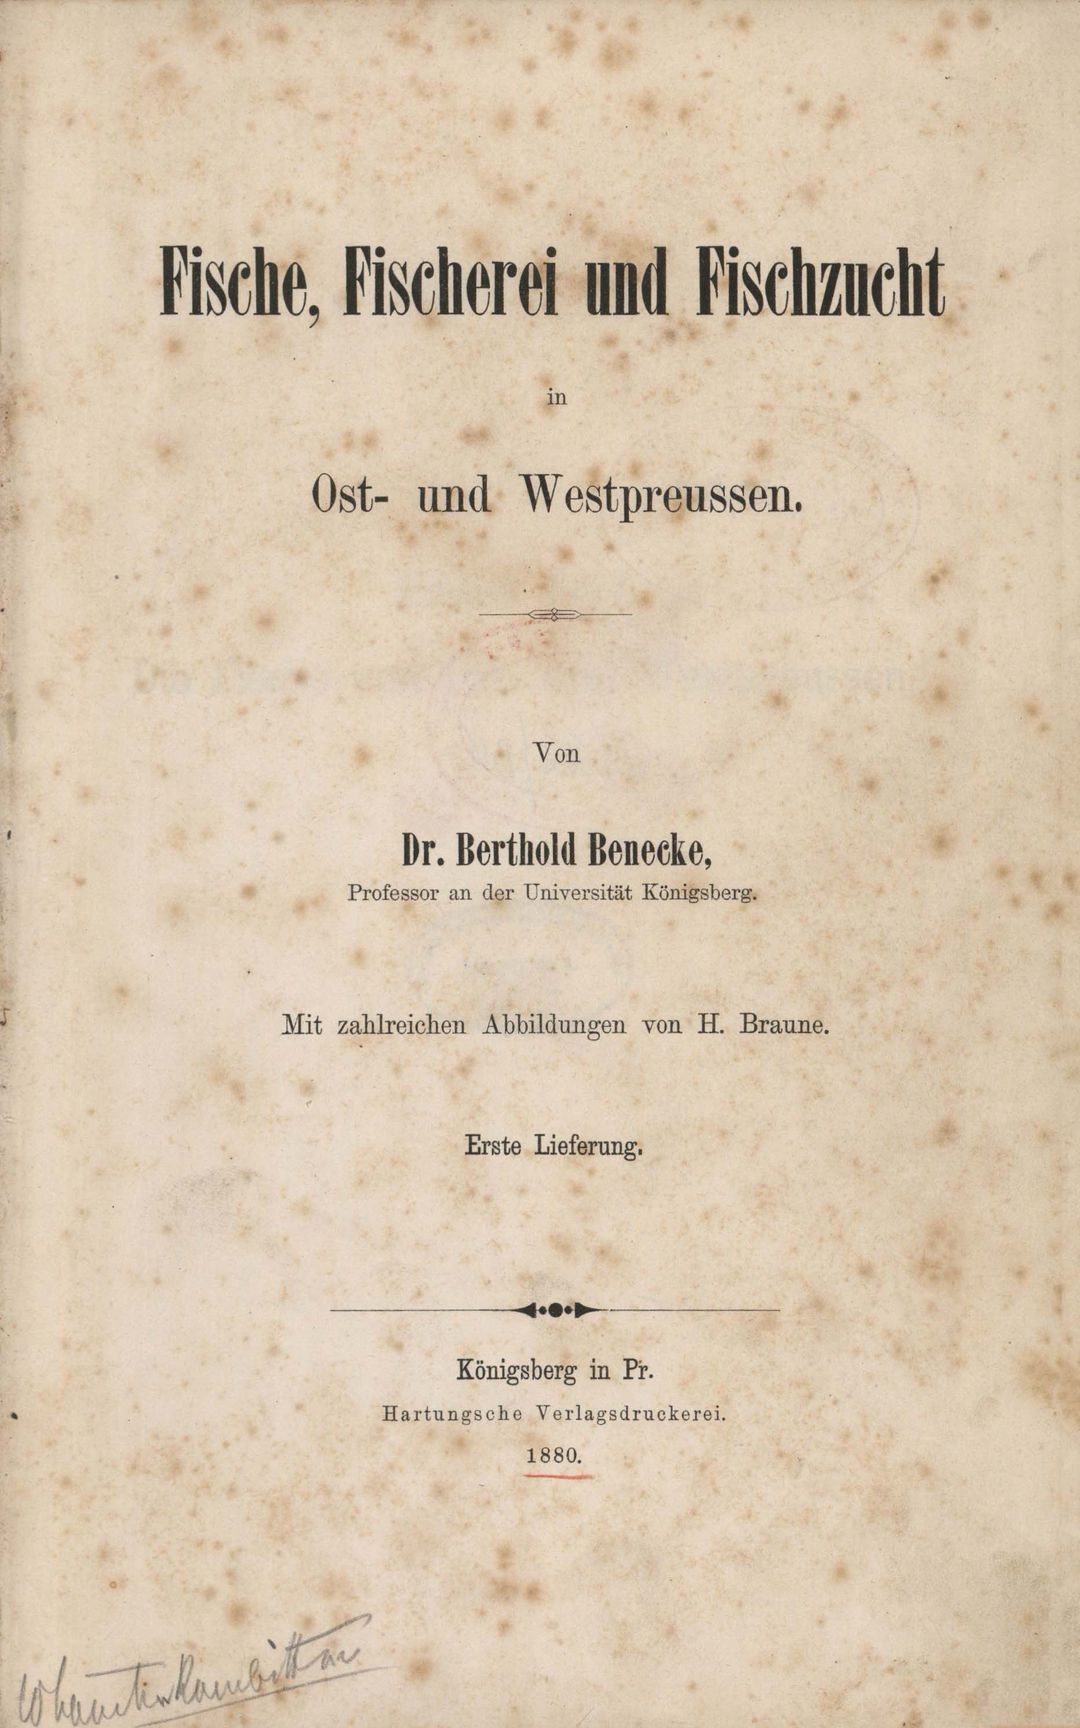 Fische, Fischerei und Fischzucht
in
Ost- und Westpreussen.
Von
Dr. Berthold Benecke,
Professor an der Universität Königsberg.
Mit zahlreichen Abbildungen von H. Braune.
Erste Lieferung.
Königsberg in Pr.
Hartungsche Verlagsdruckerei.
1880.